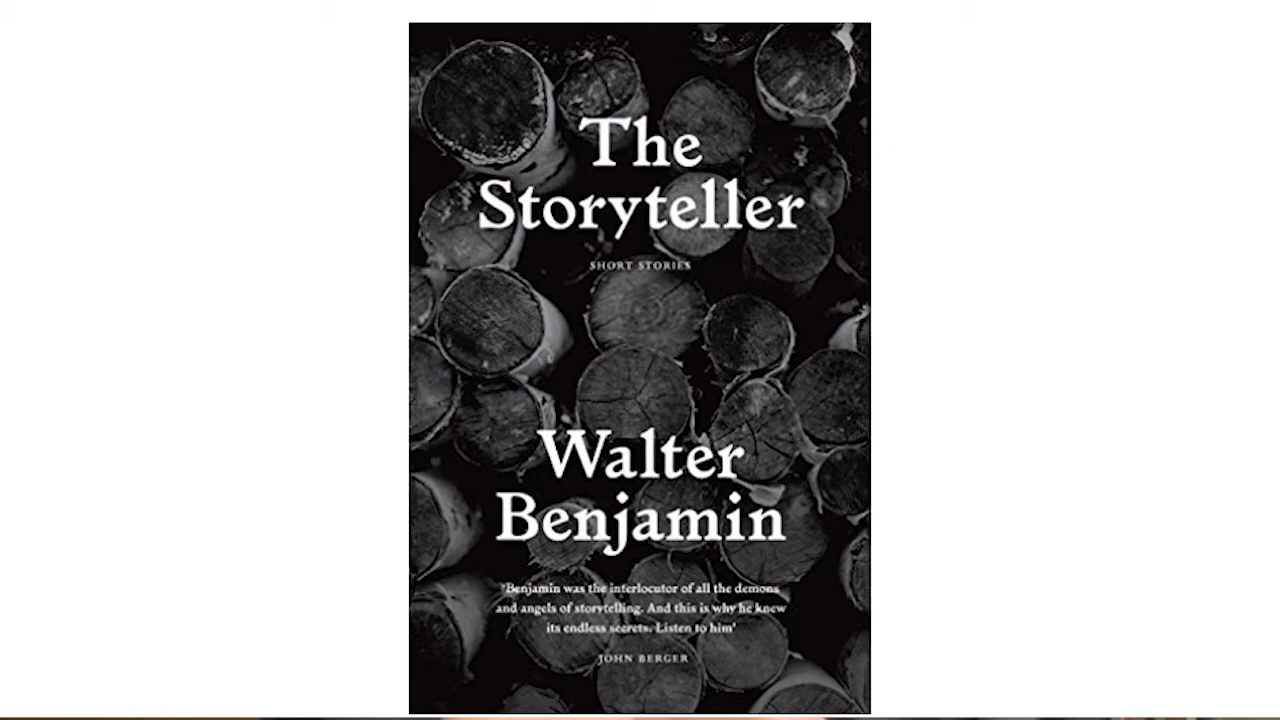 The
Storyteller
SHORT STORIES
Walter
Benjamin
'Benjamin was the interlocutor of all the demons
and angels of storytelling. And this is why he knew
its endless secrets. Listen to him'
JOHN BERGER